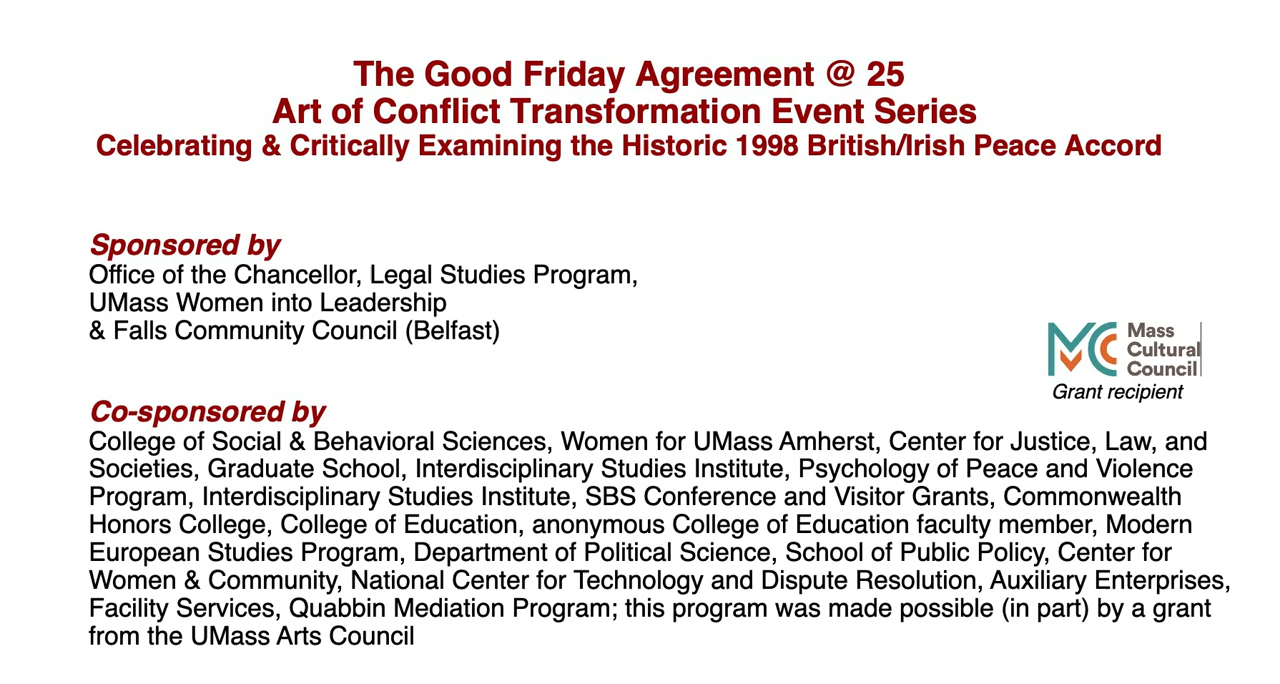 The Good Friday Agreement @ 25
Art of Conflict Transformation Event Series
Celebrating & Critically Examining the Historic 1998 British/Irish Peace Accord
Sponsored by
Office of the Chancellor, Legal Studies Program,
UMass Women into Leadership
& Falls Community Council (Belfast)
MCC
Mass
Cultural
Council
Grant recipient
Co-sponsored by
College of Social & Behavioral Sciences, Women for UMass Amherst, Center for Justice, Law, and
Societies, Graduate School, Interdisciplinary Studies Institute, Psychology of Peace and Violence
Program, Interdisciplinary Studies Institute, SBS Conference and Visitor Grants, Commonwealth
Honors College, College of Education, anonymous College of Education faculty member, Modern
European Studies Program, Department of Political Science, School of Public Policy, Center for
Women & Community, National Center for Technology and Dispute Resolution, Auxiliary Enterprises,
Facility Services, Quabbin Mediation Program; this program was made possible (in part) by a grant
from the UMass Arts Council